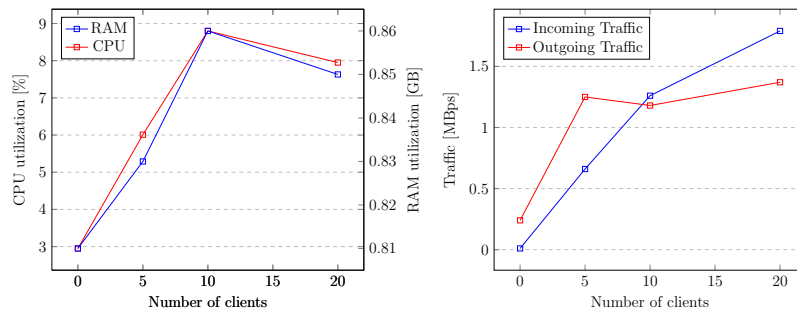 RAM
CPU
9
8
7
6
5
4
3
CPU utilization [%]
0.86
0.85
0.84
0.83
0.82
0.81
RAM utilization [GB]
0 5 10 15 20
Number of clients
Incoming Traffic
Outgoing Traffic
1.5
1
0.5
0
Traffic [MBps]
0 5 10 15 20
Number of clients